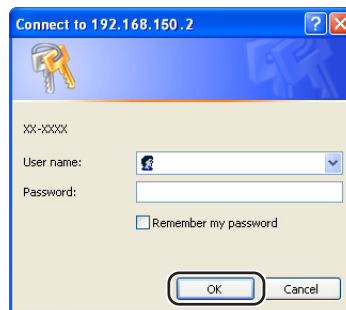 Connect to 192.168.150.2
XX-XXXX
User name:
Password:
Remember my password
OK Cancel